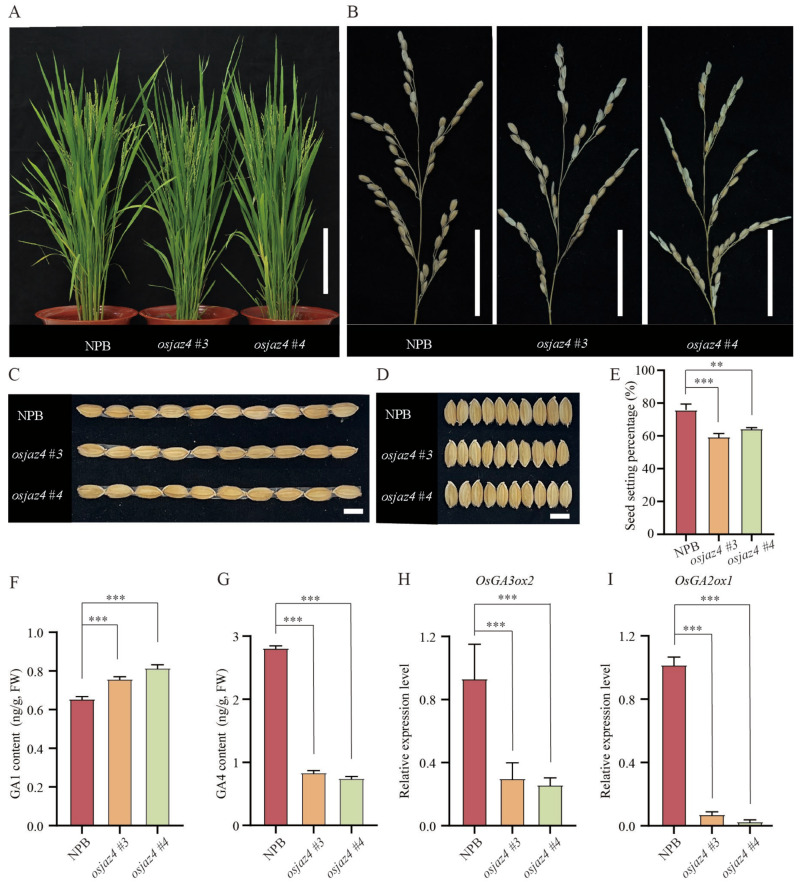 A
NPB
osjaz4 #3
osjaz4 #4
B
NPB
osjaz4 #3
osjaz4 #4
C
NPB
osjaz4 #3
osjaz4 #4
D
NPB
osjaz4 #3
osjaz4 #4
E
**
***
Seed setting percentage (%)
100
80
60
40
20
0
NPB
osjaz4 #3
osjaz4 #4
F
***
***
GA1 content (ng/g, FW)
1.0
0.8
0.6
0.4
0.2
0.0
NPB
osjaz4 #3
osjaz4 #4
G
***
***
GA4 content (ng/g, FW)
3
2
1
0
NPB
osjaz4 #3
osjaz4 #4
H
OsGA3ox2
***
***
Relative expression level
1.2
0.8
0.4
0.0
NPB
osjaz4 #3
osjaz4 #4
I
OsGA2ox1
***
***
Relative expression level
1.2
0.8
0.4
0.0
NPB
osjaz4 #3
osjaz4 #4